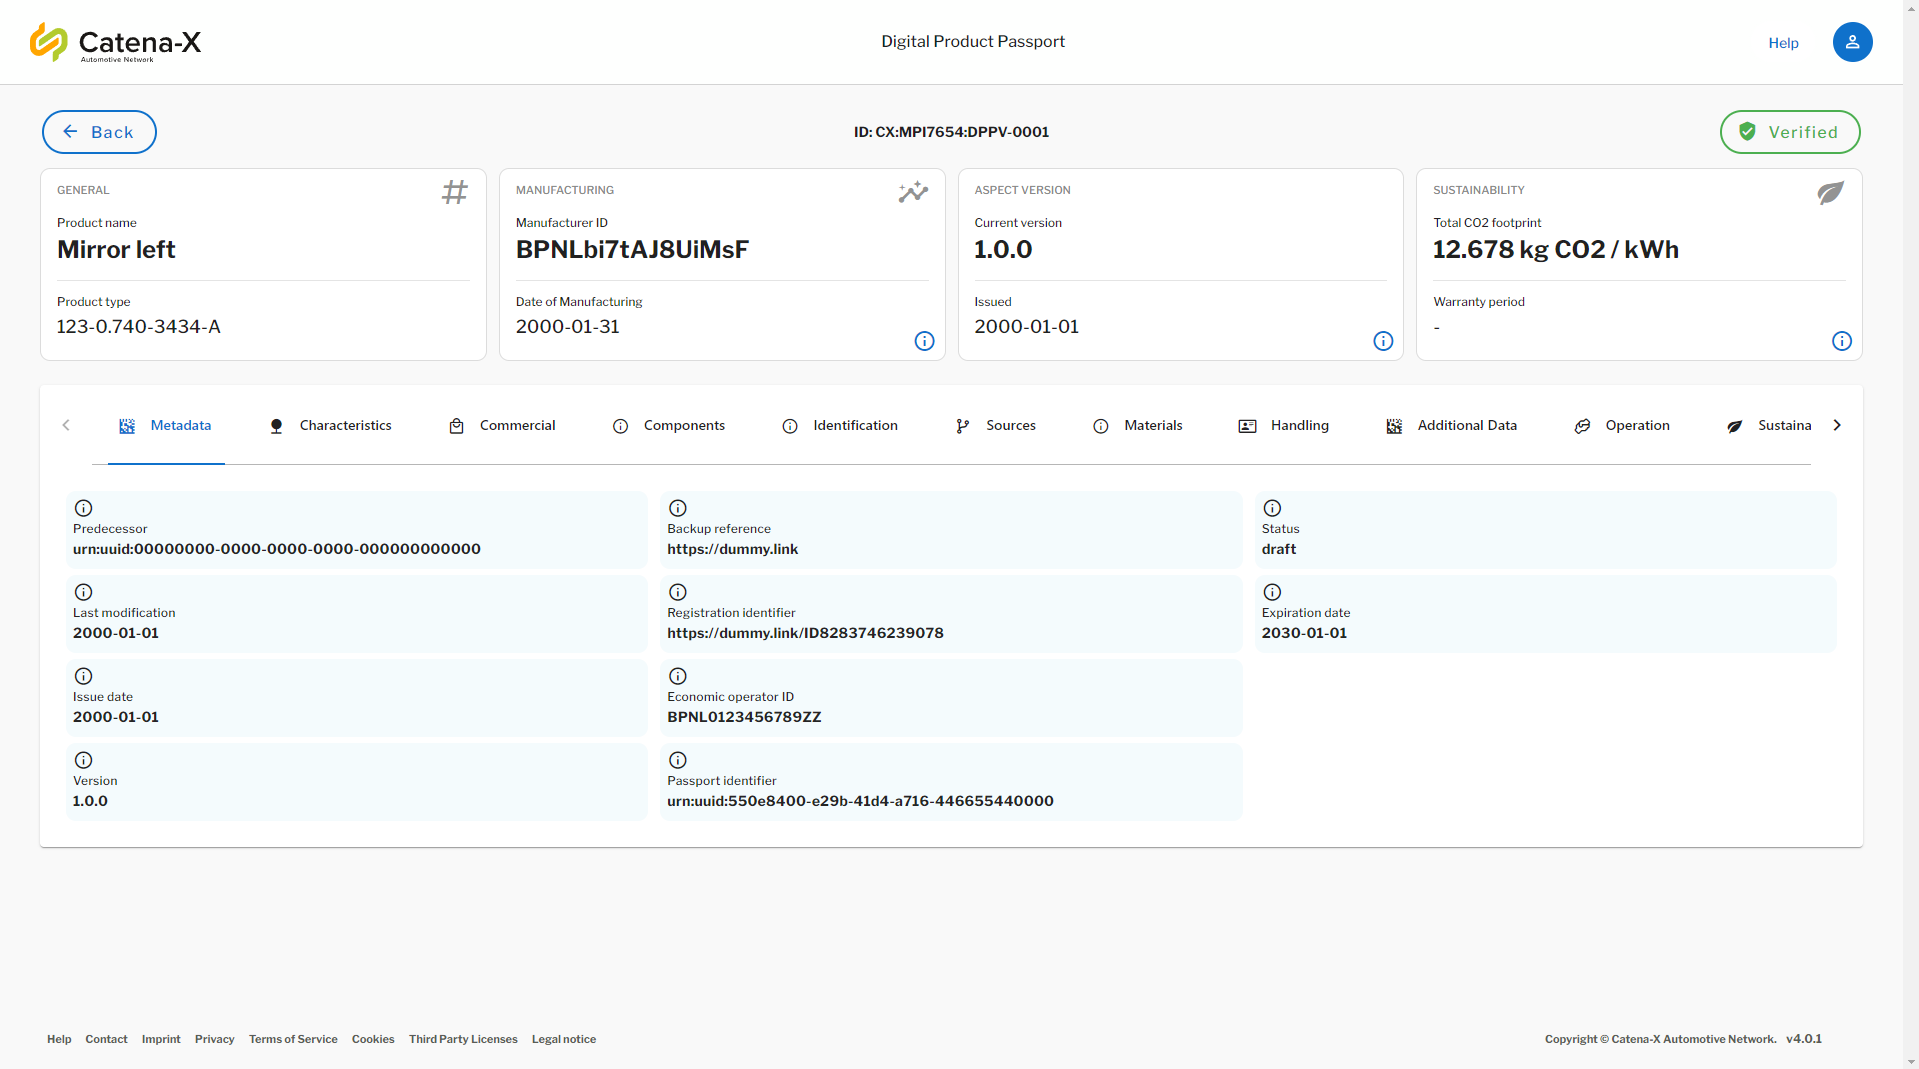 Catena-X
Automotive Network
Digital Product Passport
Help
Back
ID: CX:MPI7654:DPPV-0001
Verified
GENERAL
Product name
Mirror left
Product type
123-0.740-3434-A
MANUFACTURING
Manufacturer ID
BPNLbi7tAJ8UiMsF
Date of Manufacturing
2000-01-31
ASPECT VERSION
Current version
1.0.0
Issued
2000-01-01
SUSTAINABILITY
Total CO2 footprint
12.678 kg CO2 / kWh
Warranty period
-
Metadata Characteristics Commercial Components Identification Sources Materials Handling Additional Data Operation Sustaina
Predecessor
urn:uuid:00000000-0000-0000-0000-000000000000
Last modification
2000-01-01
Issue date
2000-01-01
Version
1.0.0
Backup reference
https://dummy.link
Registration identifier
https://dummy.link/ID8283746239078
Economic operator ID
BPNL0123456789ZZ
Passport identifier
urn:uuid:550e8400-e29b-41d4-a716-446655440000
Status
draft
Expiration date
2030-01-01
Help Contact Imprint Privacy Terms of Service Cookies Third Party Licenses Legal notice
Copyright © Catena-X Automotive Network. v4.0.1